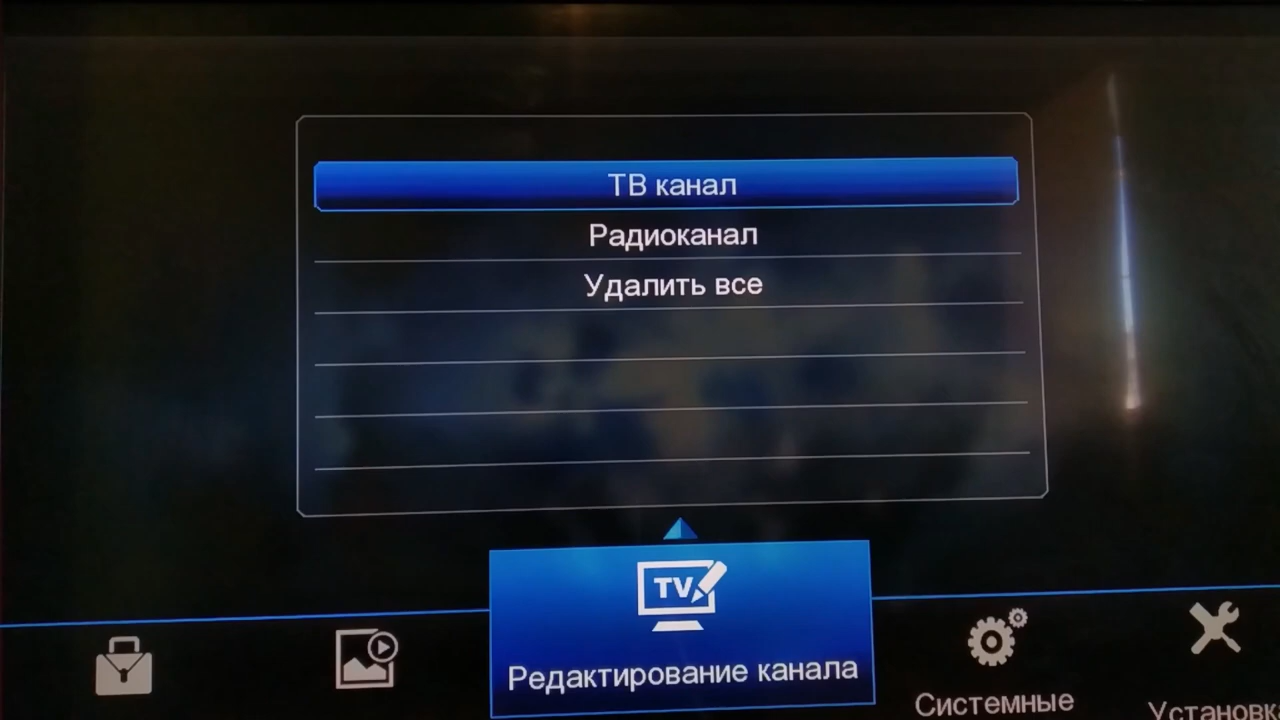 ТВ канал
Радиоканал
Удалить все
TV
Редактирование канала
Системные